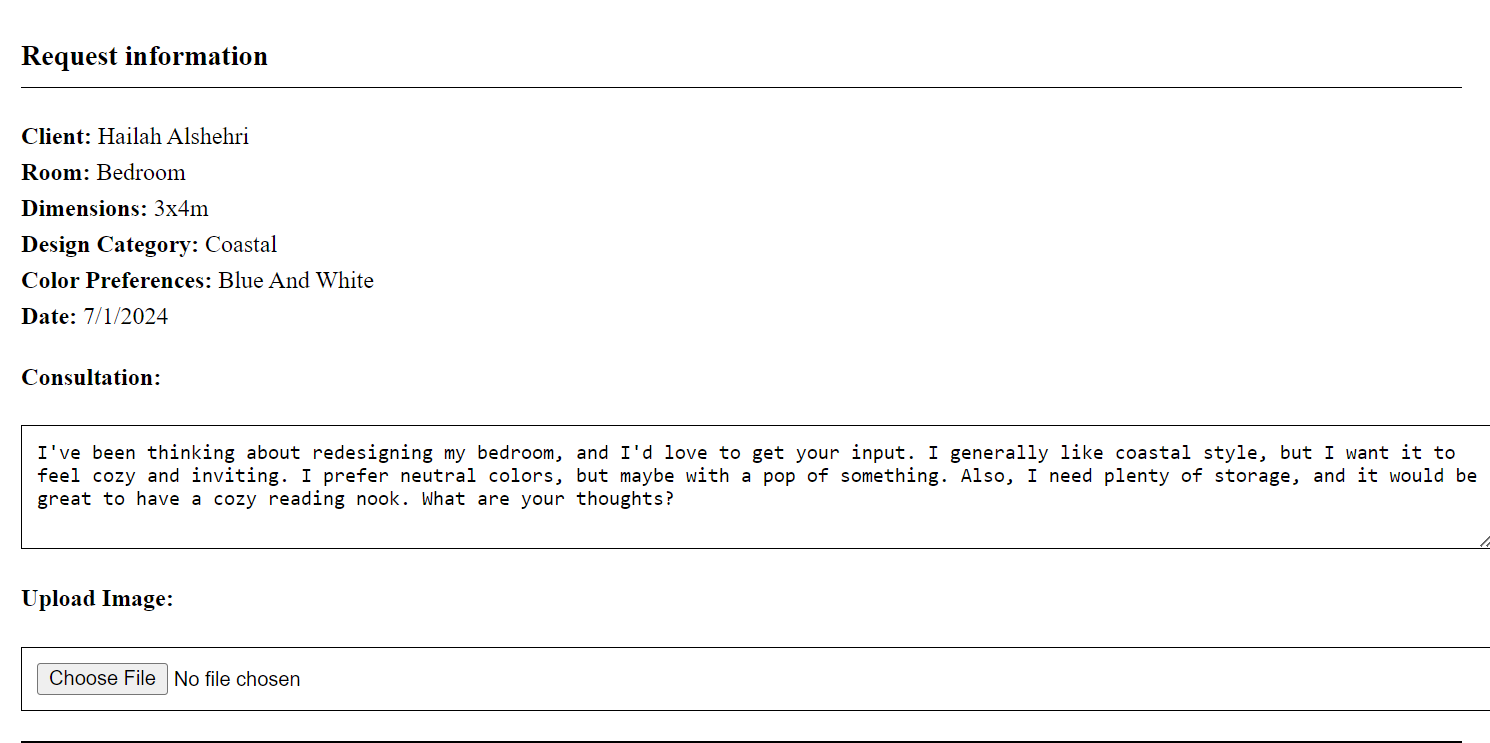 Request information
Client: Hailah Alshehri
Room: Bedroom
Dimensions: 3x4m
Design Category: Coastal
Color Preferences: Blue And White
Date: 7/1/2024
Consultation:
I've been thinking about redesigning my bedroom, and I'd love to get your input. I generally like coastal style, but I want it to
feel cozy and inviting. I prefer neutral colors, but maybe with a pop of something. Also, I need plenty of storage, and it would be
great to have a cozy reading nook. What are your thoughts?
Upload Image:
Choose File No file chosen